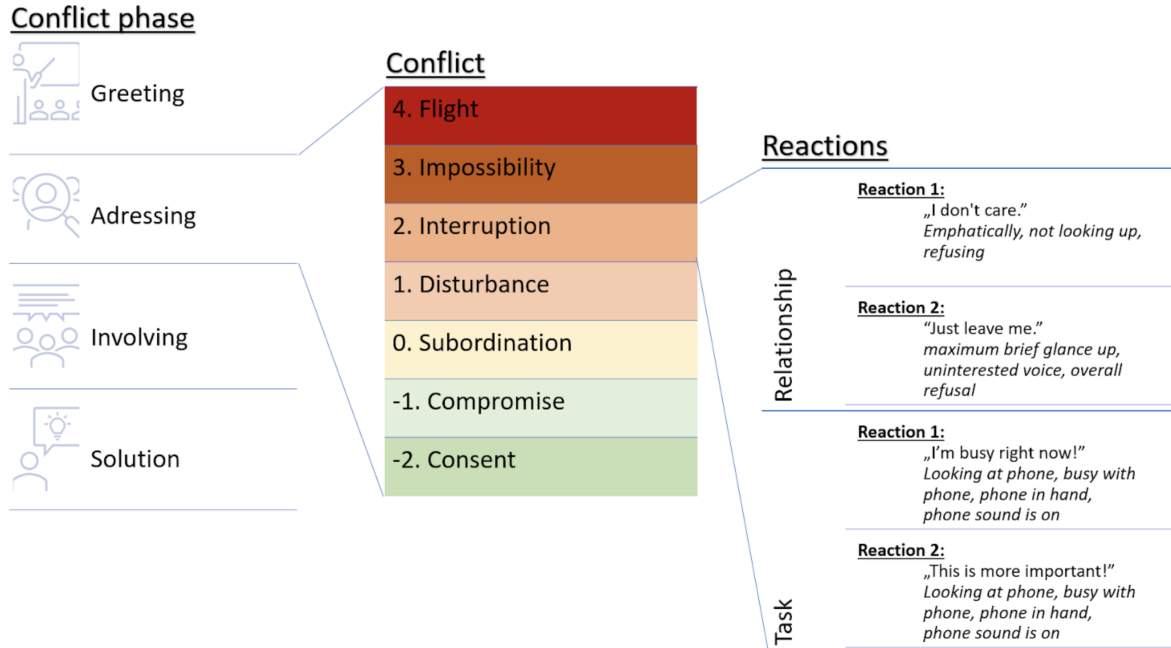 Conflict phase
Greeting
Adressing
Involving
Solution
Conflict
4. Flight
3. Impossibility
2. Interruption
1. Disturbance
0. Subordination
-1. Compromise
-2. Consent
Reactions
Relationship
Reaction 1:
„I don't care.”
Emphatically, not looking up,
refusing
Reaction 2:
“Just leave me.”
maximum brief glance up,
uninterested voice, overall
refusal
Task
Reaction 1:
„I’m busy right now!”
Looking at phone, busy with
phone, phone in hand,
phone sound is on
Reaction 2:
„This is more important!”
Looking at phone, busy with
phone, phone in hand,
phone sound is on